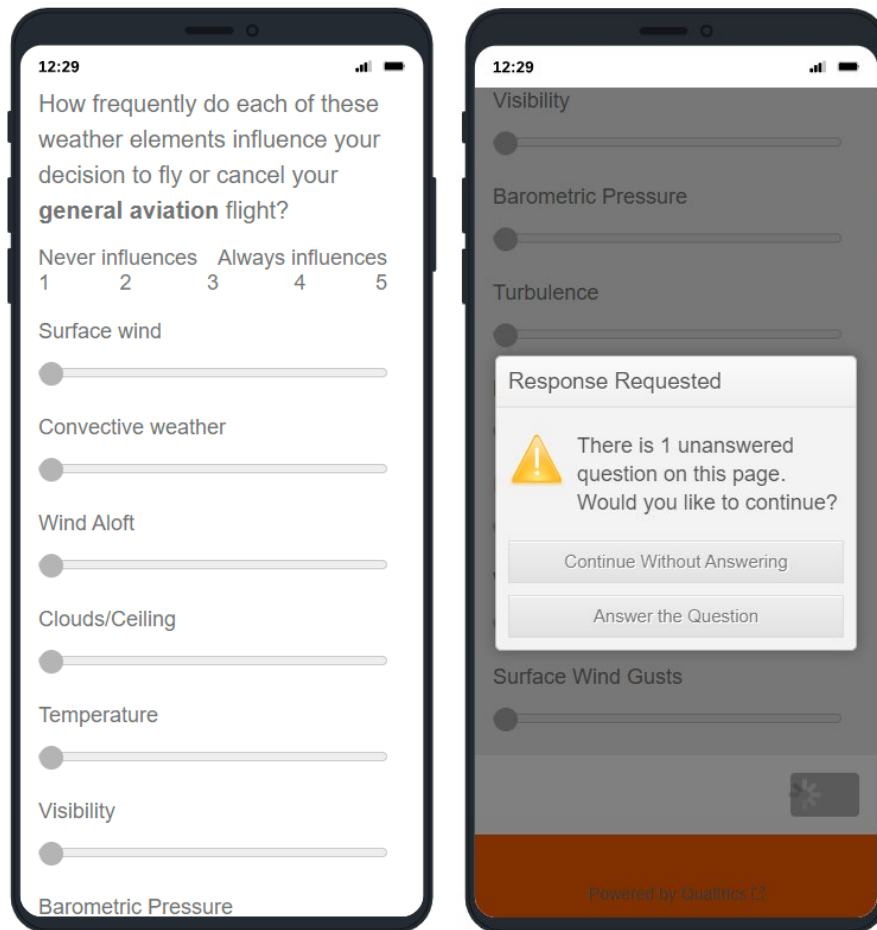 12:29
How frequently do each of these
weather elements influence your
decision to fly or cancel your
general aviation flight?
Never influences Always influences
1 2 3 4 5
Surface wind
Convective weather
Wind Aloft
Clouds/Ceiling
Temperature
Visibility
Barometric Pressure
12:29
Visibility
Barometric Pressure
Turbulence
Response Requested
There is 1 unanswered
question on this page.
Would you like to continue?
Continue Without Answering
Answer the Question
Surface Wind Gusts
Powered by Qualtrics